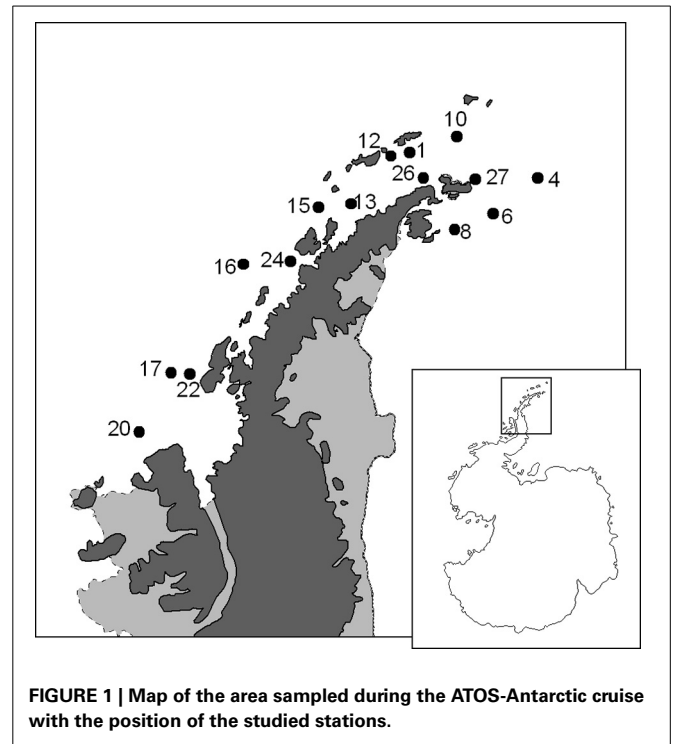 10
12 1
26 27 4
15 13
8 6
16 24
17
22
20
FIGURE 1 | Map of the area sampled during the ATOS-Antarctic cruise
with the position of the studied stations.